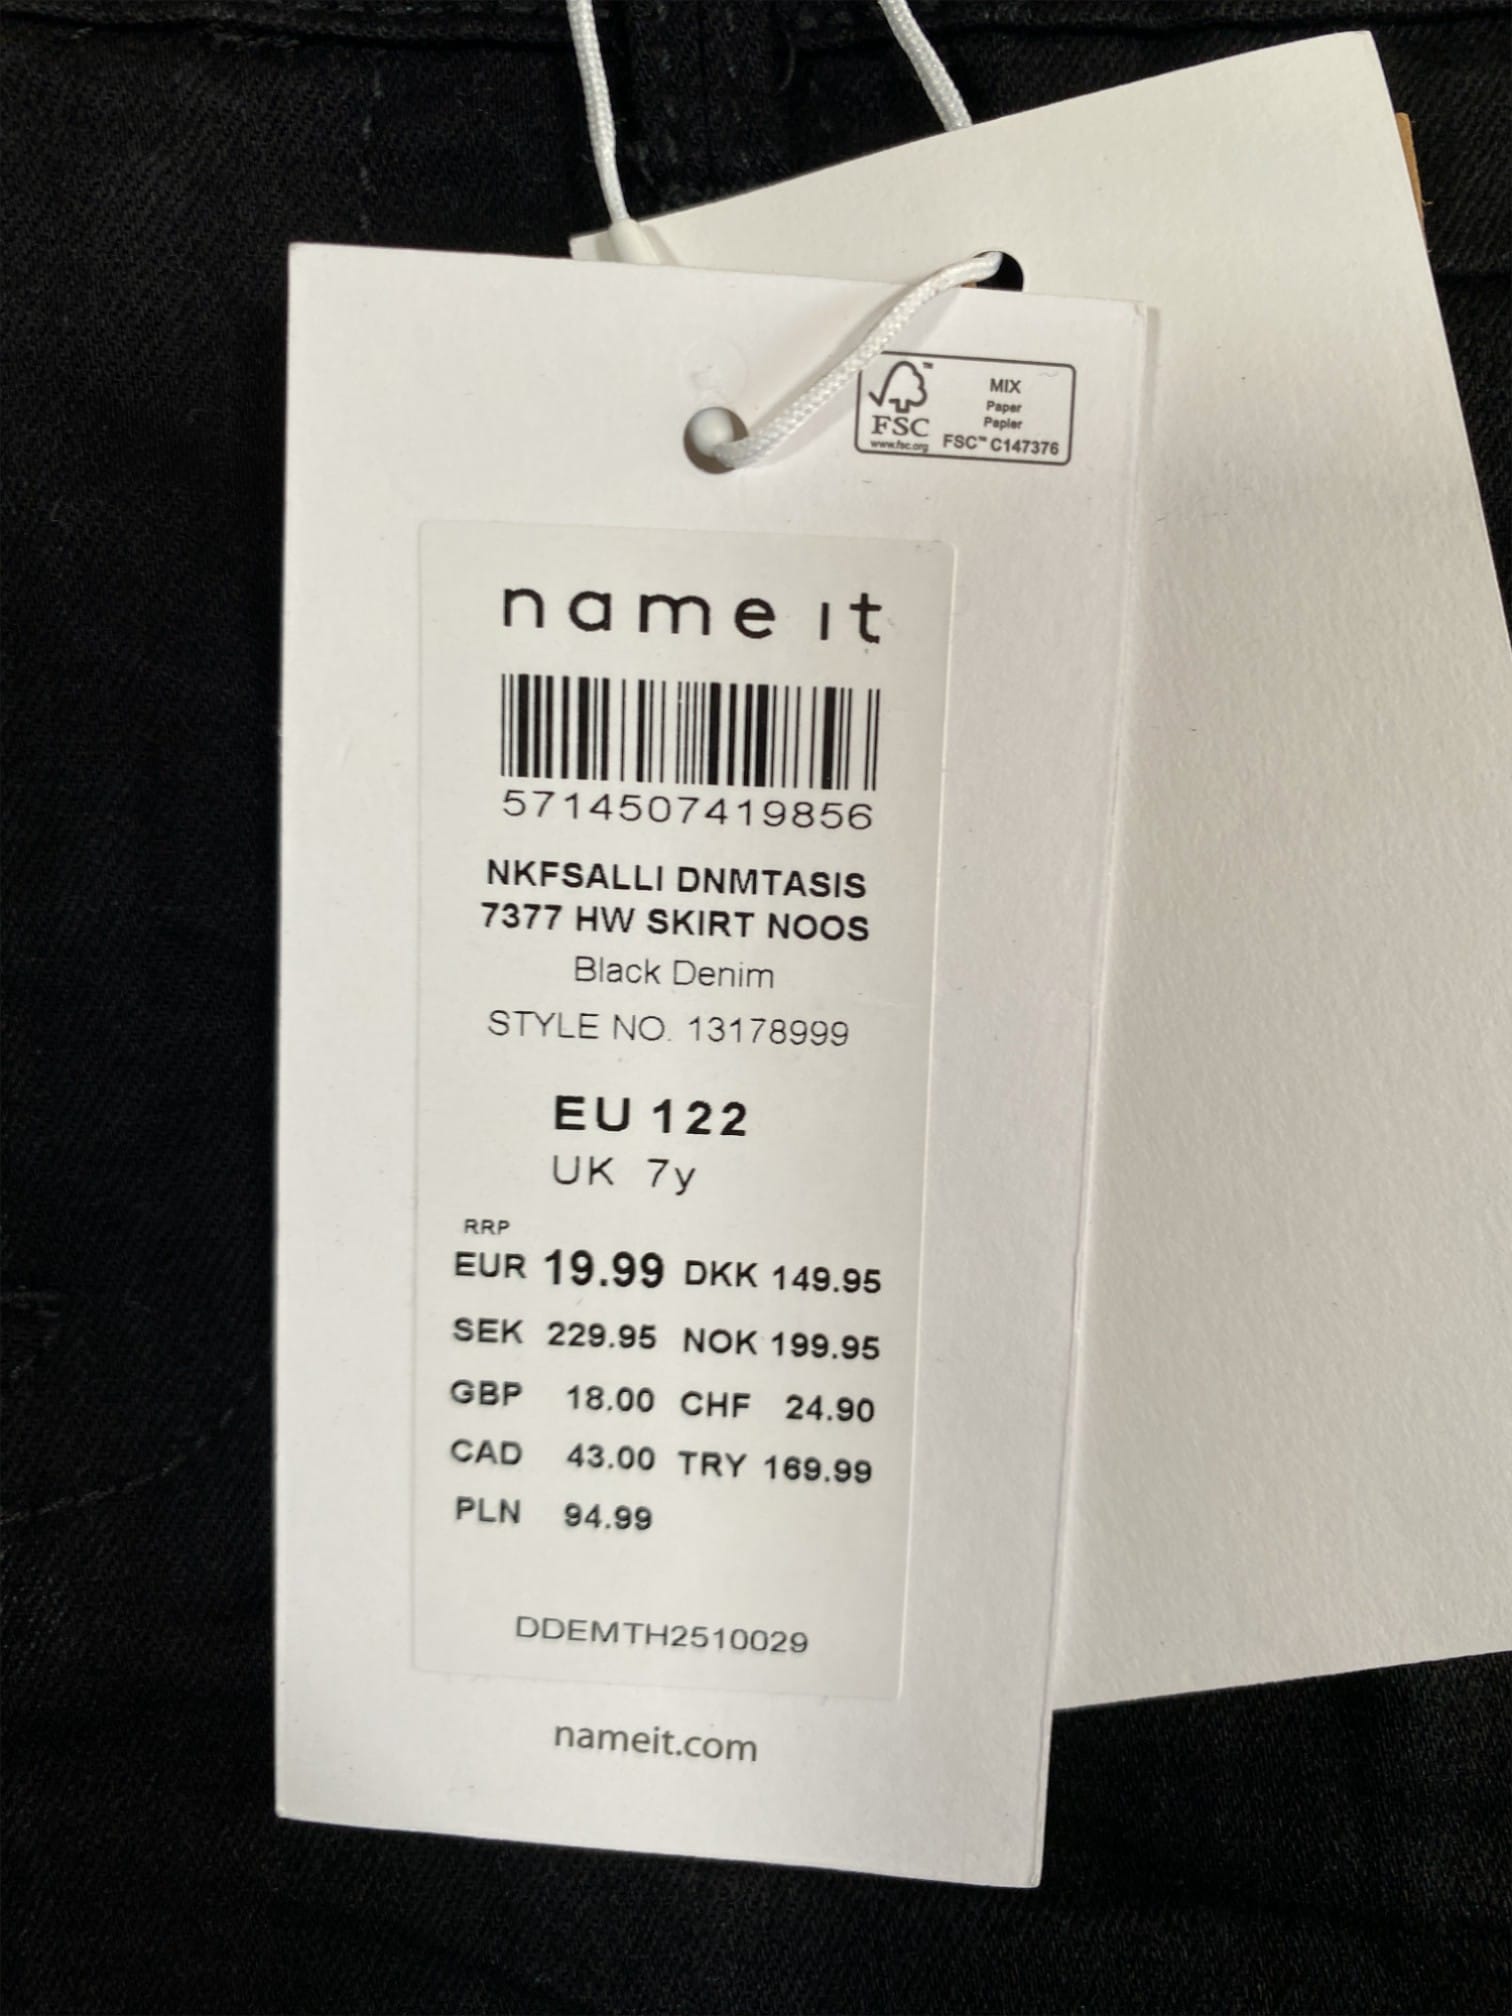 MIX
Paper
Papier
FSC™ C147376
FSC™
www.fsc.org
name it
5714507419856
NKFSALLI DNMTASIS
7377 HW SKIRT NOOS
Black Denim
STYLE NO. 13178999
EU 122
UK 7y
RRP
EUR 19.99 DKK 149.95
SEK 229.95 NOK 199.95
GBP 18.00 CHF 24.90
CAD 43.00 TRY 169.99
PLN 94.99
DDEMTH2510029
nameit.com